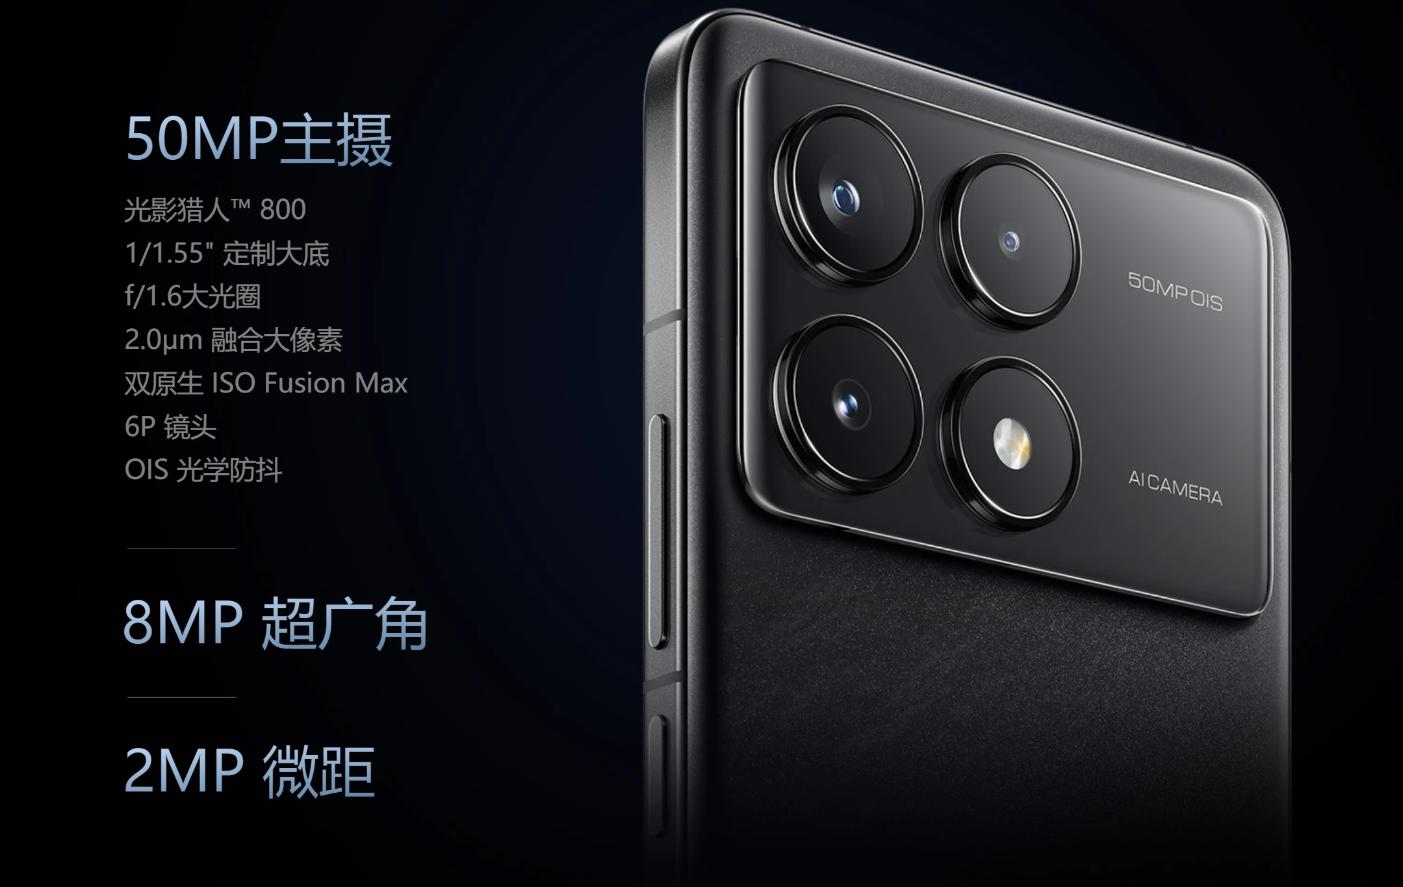 50MP主摄
光影猎人™ 800
1/1.55" 定制大底
f/1.6大光圈
2.0μm 融合大像素
双原生 ISO Fusion Max
6P 镜头
OIS 光学防抖
8MP 超广角
2MP 微距
50MP OIS
AI CAMERA